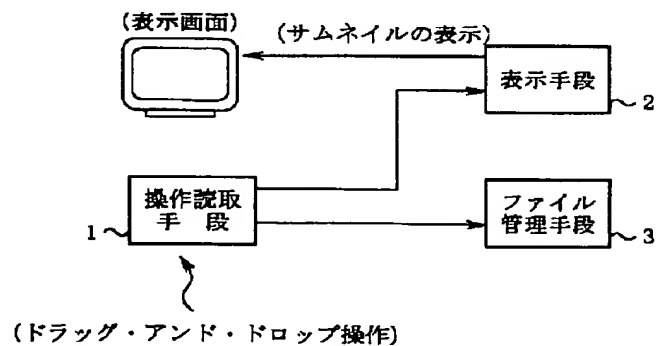 (表示画面)
(サムネイルの表示)
表示手段
2
操作読取
手 段
1
ファイル
管理手段
3
(ドラッグ・アンド・ドロップ操作)